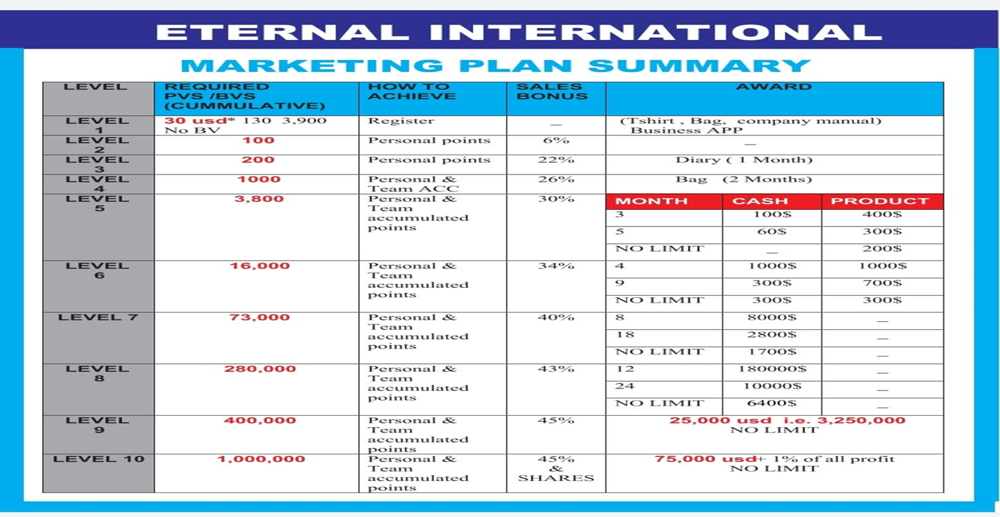 ETERNAL INTERNATIONAL
MARKETING PLAN SUMMARY
LEVEL
REQUIRED
PVS /BVS
(CUMMULATIVE)
HOW TO
ACHIEVE
SALES
BONUS
AWARD
LEVEL
1
30 usd* 130 3,900
No BV
Register
_
(Tshirt , Bag, company manual)
Business APP
LEVEL
2
100
Personal points
6%
_
LEVEL
3
200
Personal points
22%
Diary ( 1 Month)
LEVEL
4
1000
Personal &
Team ACC
26%
Bag (2 Months)
LEVEL
5
3,800
Personal &
Team
accumulated
points
30%
MONTH CASH PRODUCT
3 100$ 400$
5 60$ 300$
NO LIMIT _ 200$
LEVEL
6
16,000
Personal &
Team
accumulated
points
34%
4 1000$ 1000$
9 300$ 700$
NO LIMIT 300$ 300$
LEVEL 7
73,000
Personal &
Team
accumulated
points
40%
8 8000$ _
18 2800$ _
NO LIMIT 1700$ _
LEVEL
8
280,000
Personal &
Team
accumulated
points
43%
12 180000$ _
24 10000$ _
NO LIMIT 6400$ _
LEVEL
9
400,000
Personal &
Team
accumulated
points
45%
25,000 usd i.e. 3,250,000
NO LIMIT
LEVEL 10
1,000,000
Personal &
Team
accumulated
points
45%
&
SHARES
75,000 usd+ 1% of all profit
NO LIMIT